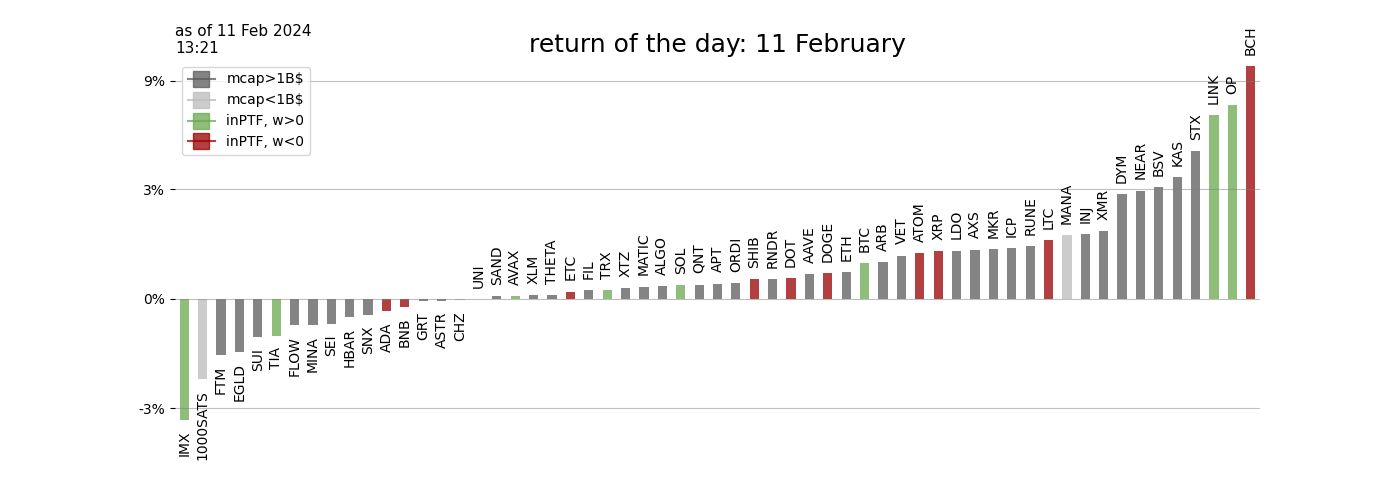 as of 11 Feb 2024
13:21
return of the day: 11 February
mcap>1B$
mcap<1B$
inPTF, w>0
inPTF, w<0
9%
3%
0%
-3%
IMX
1000SATS
FTM
EGLD
SUI
TIA
FLOW
MINA
SEI
HBAR
SNX
ADA
BNB
GRT
ASTR
CHZ
UNI
SAND
AVAX
XLM
THETA
ETC
FIL
TRX
XTZ
MATIC
ALGO
SOL
QNT
APT
ORDI
SHIB
RNDR
DOT
AAVE
DOGE
ETH
BTC
ARB
VET
ATOM
XRP
LDO
AXS
MKR
ICP
RUNE
LTC
MANA
INJ
XMR
DYM
NEAR
BSV
KAS
STX
LINK
OP
BCH